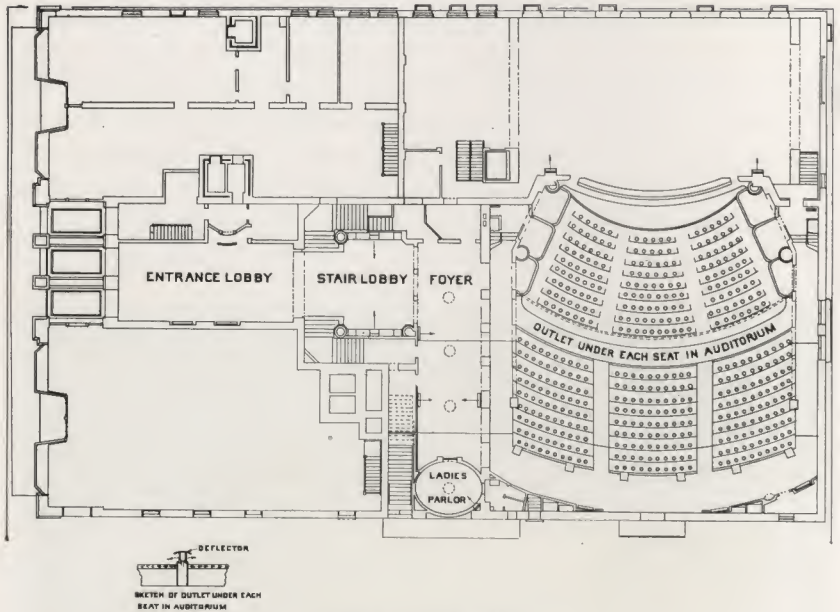 ENTRANCE LOBBY
STAIR LOBBY
FOYER
OUTLET UNDER EACH SEAT IN AUDITORIUM
LADIES
PARLOR
DEFLECTOR
SKETCH OF OUTLET UNDER EACH
SEAT IN AUDITORIUM